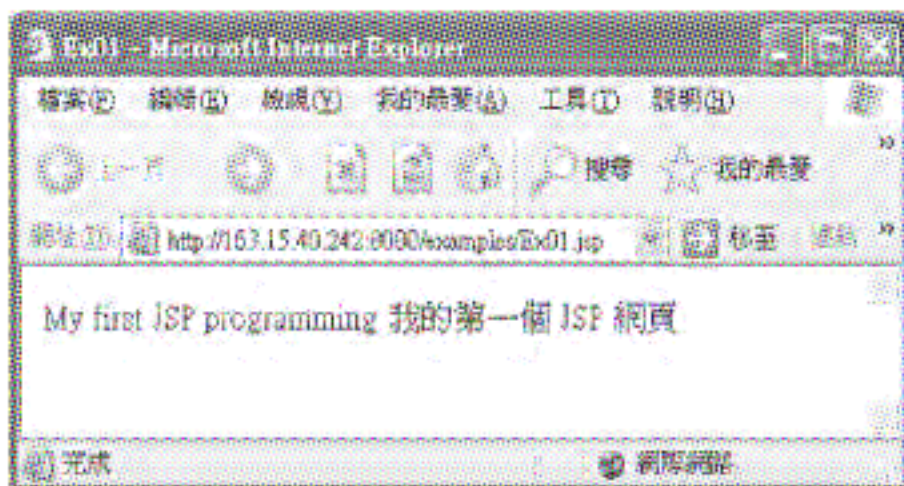 Ex01 - Microsoft Internet Explorer
檔案(F) 編輯(E) 檢視(V) 我的最愛(A) 工具(T) 說明(H)
上一頁 搜尋 我的最愛 »
網址(D) http://163.15.40.242:8080/examples/Ex01.jsp 移至 連結 »
My first JSP programming 我的第一個 JSP 網頁
完成 網際網路